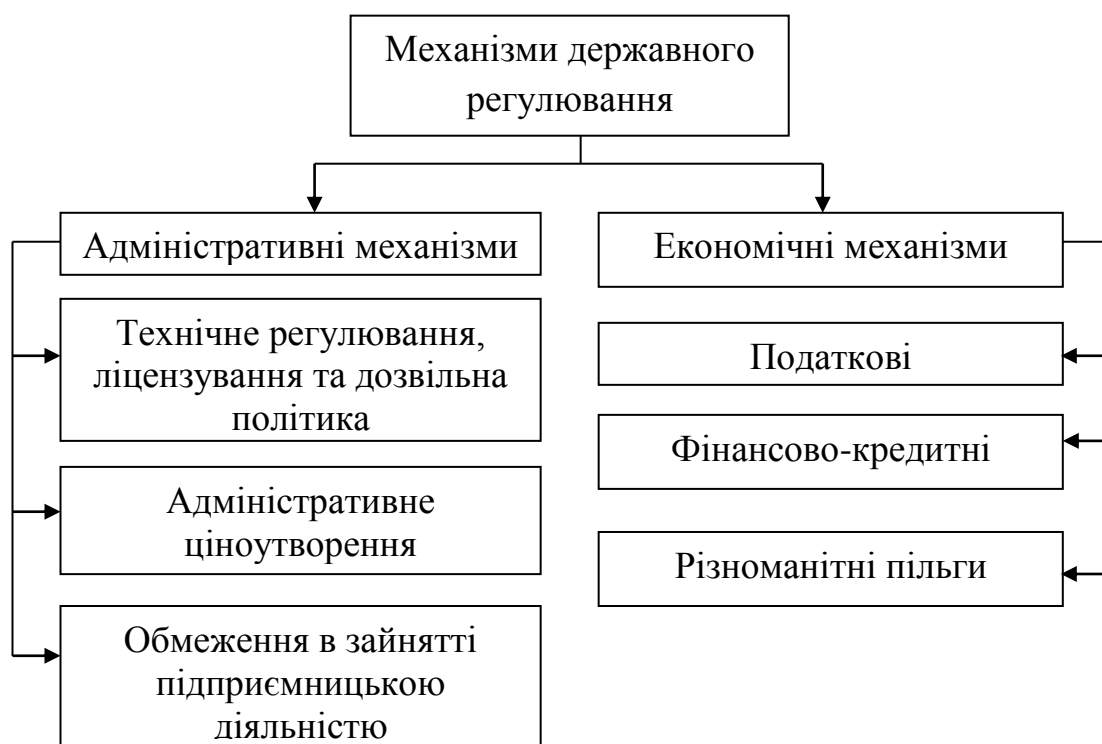 Механізми державного
регулювання
Адміністративні механізми
Технічне регулювання,
ліцензування та дозвільна
політика
Адміністративне
ціноутворення
Обмеження в зайнятті
підприємницькою
діяльністю
Економічні механізми
Податкові
Фінансово-кредитні
Різноманітні пільги